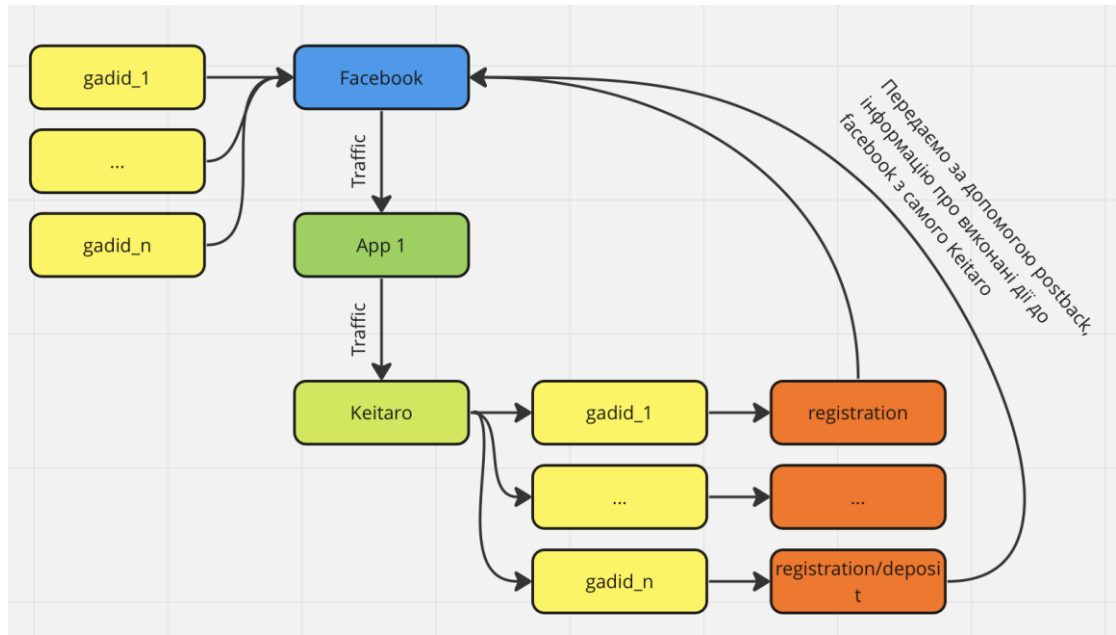 gadid_1
Facebook
...
gadid_n
Traffic
App 1
Traffic
Keitaro
gadid_1
registration
...
...
gadid_n
registration/deposi
t
Передаємо за допомогою postback,
інформацію про виконані дії до
facebook з самого Keitaro